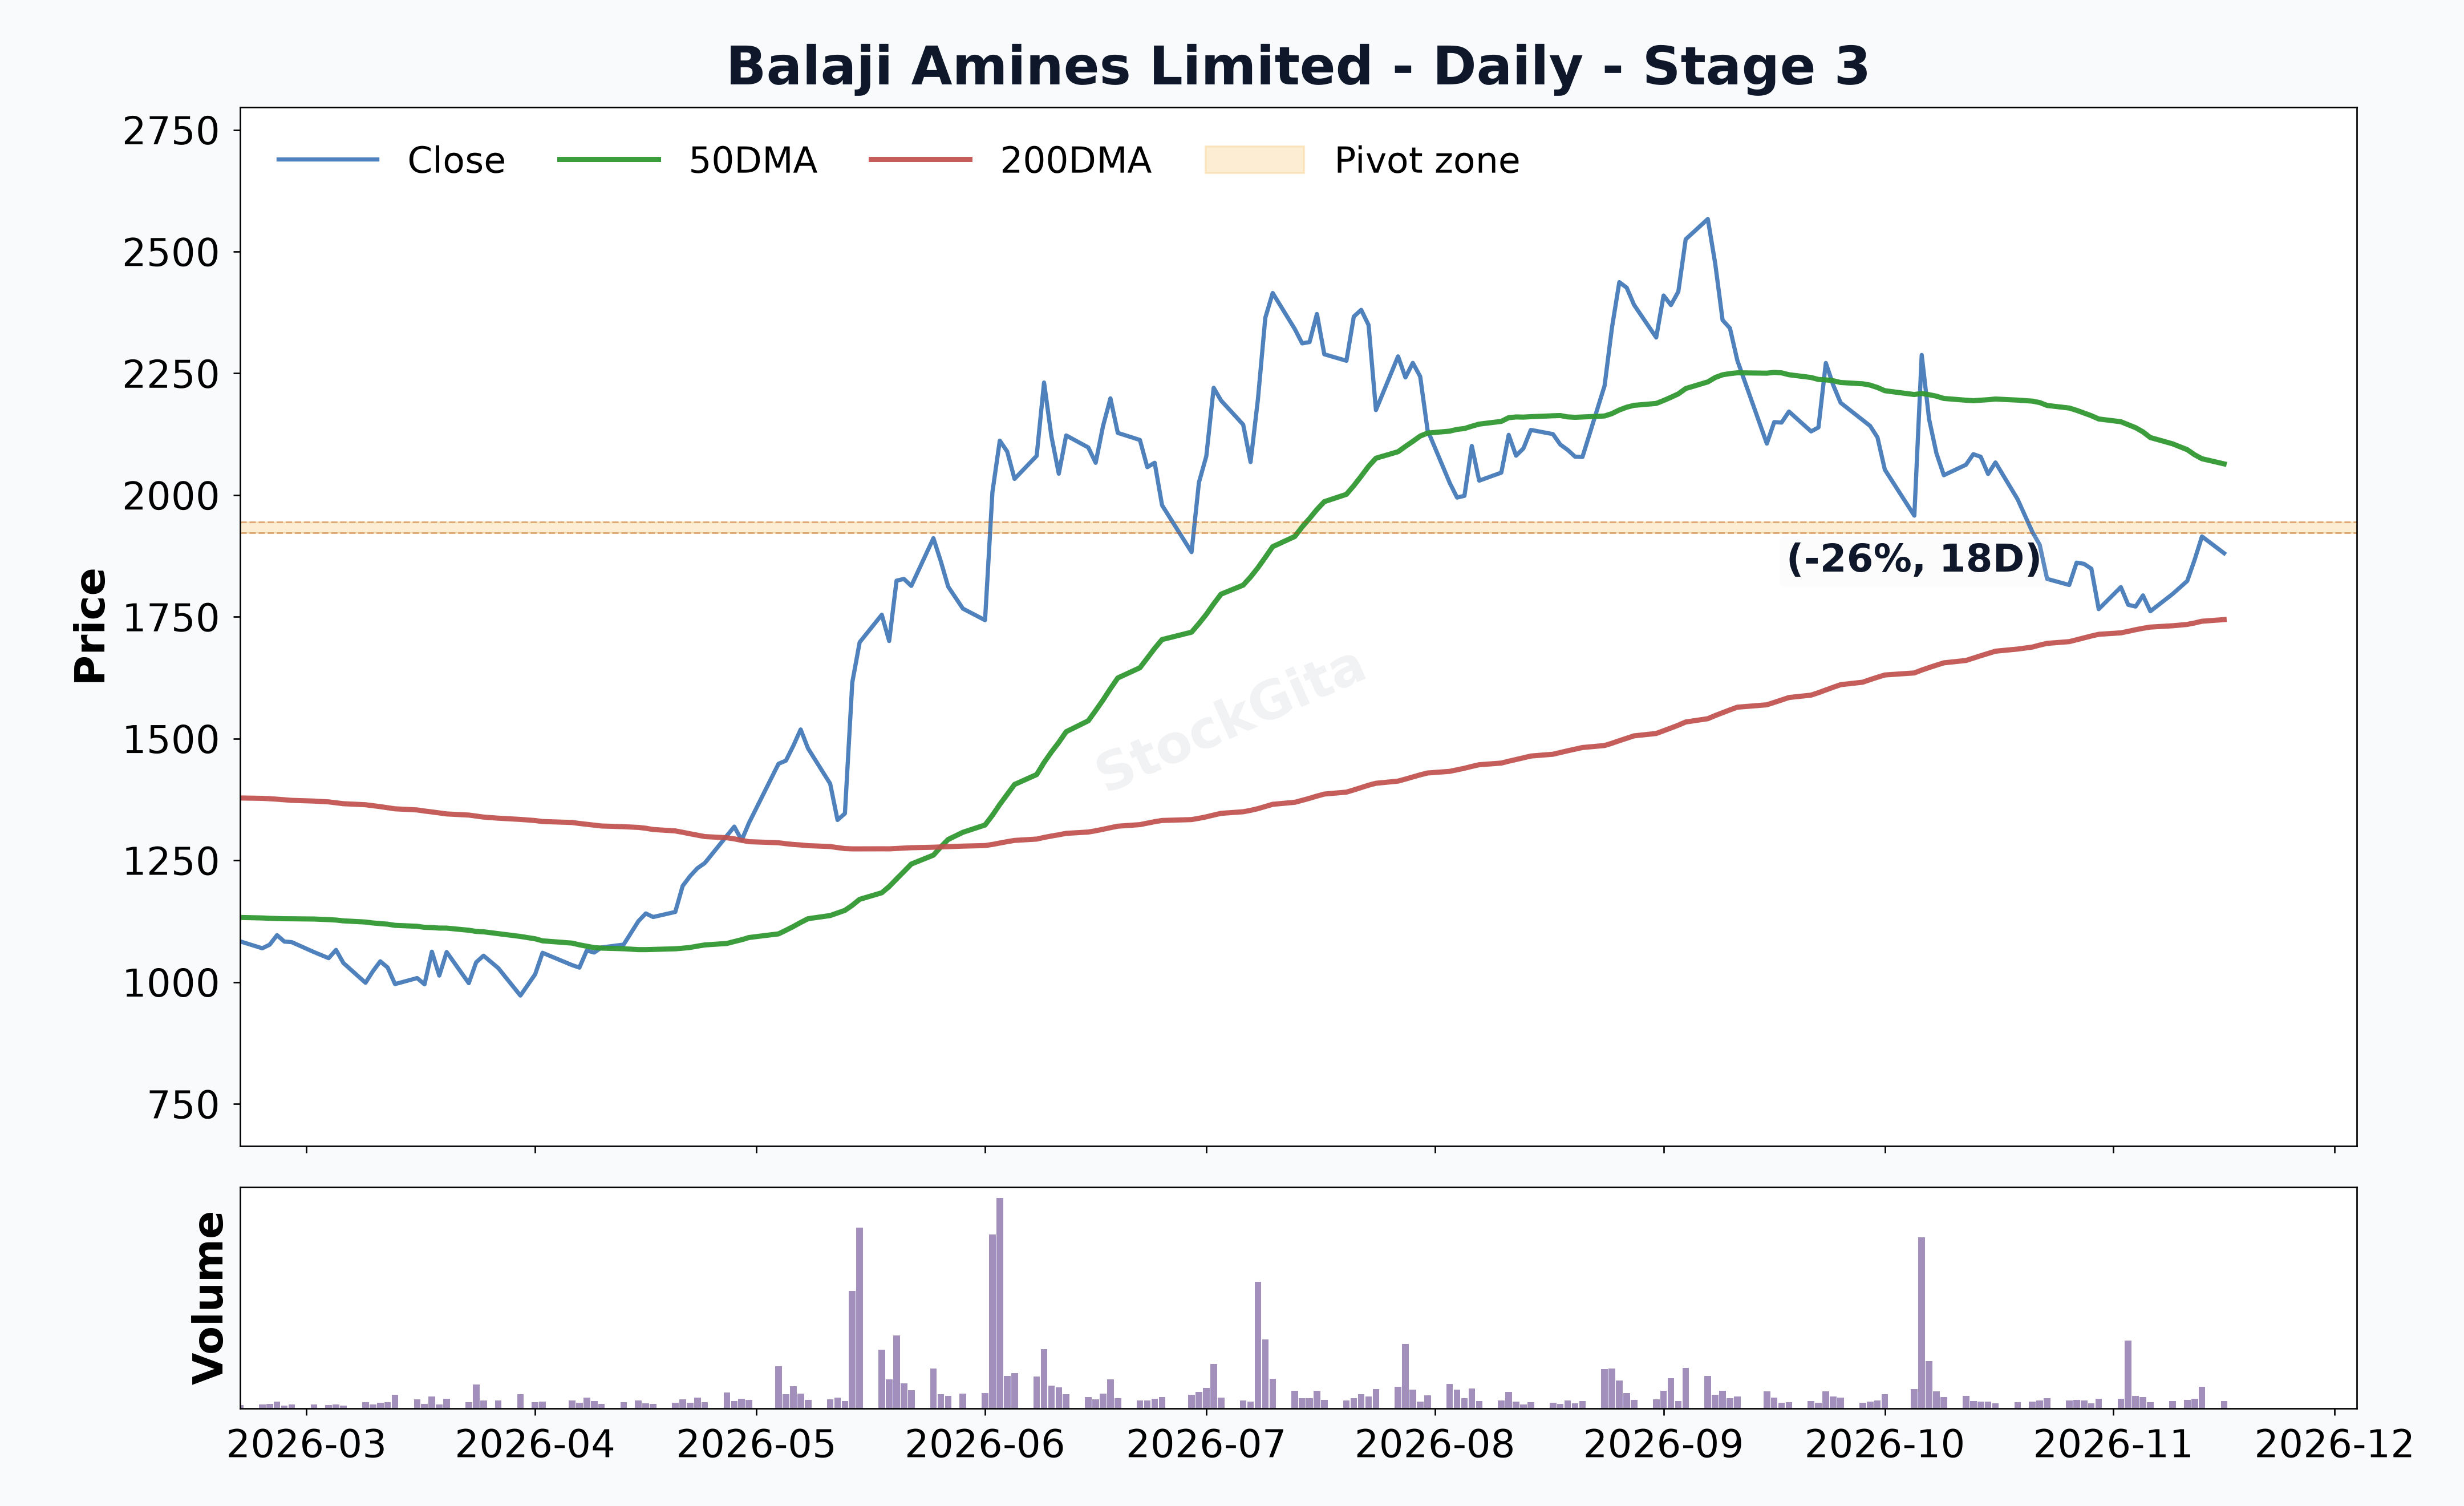 Balaji Amines Limited - Daily - Stage 3
2750
2500
2250
2000
1750
1500
1250
1000
750
Price
Close 50DMA 200DMA Pivot zone
(-26%, 18D)
StockGita
Volume
2026-03 2026-04 2026-05 2026-06 2026-07 2026-08 2026-09 2026-10 2026-11 2026-12